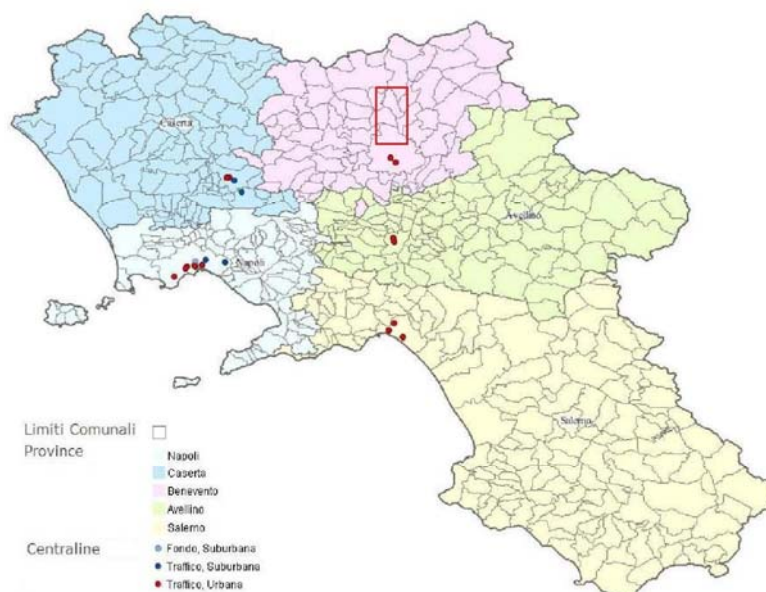 Caserta
Avellino
Napoli
Salerno
Limiti Comunali
Province
Napoli
Caserta
Benevento
Avellino
Salerno
Centraline
Fondo, Suburbana
Traffico, Suburbana
Traffico, Urbana